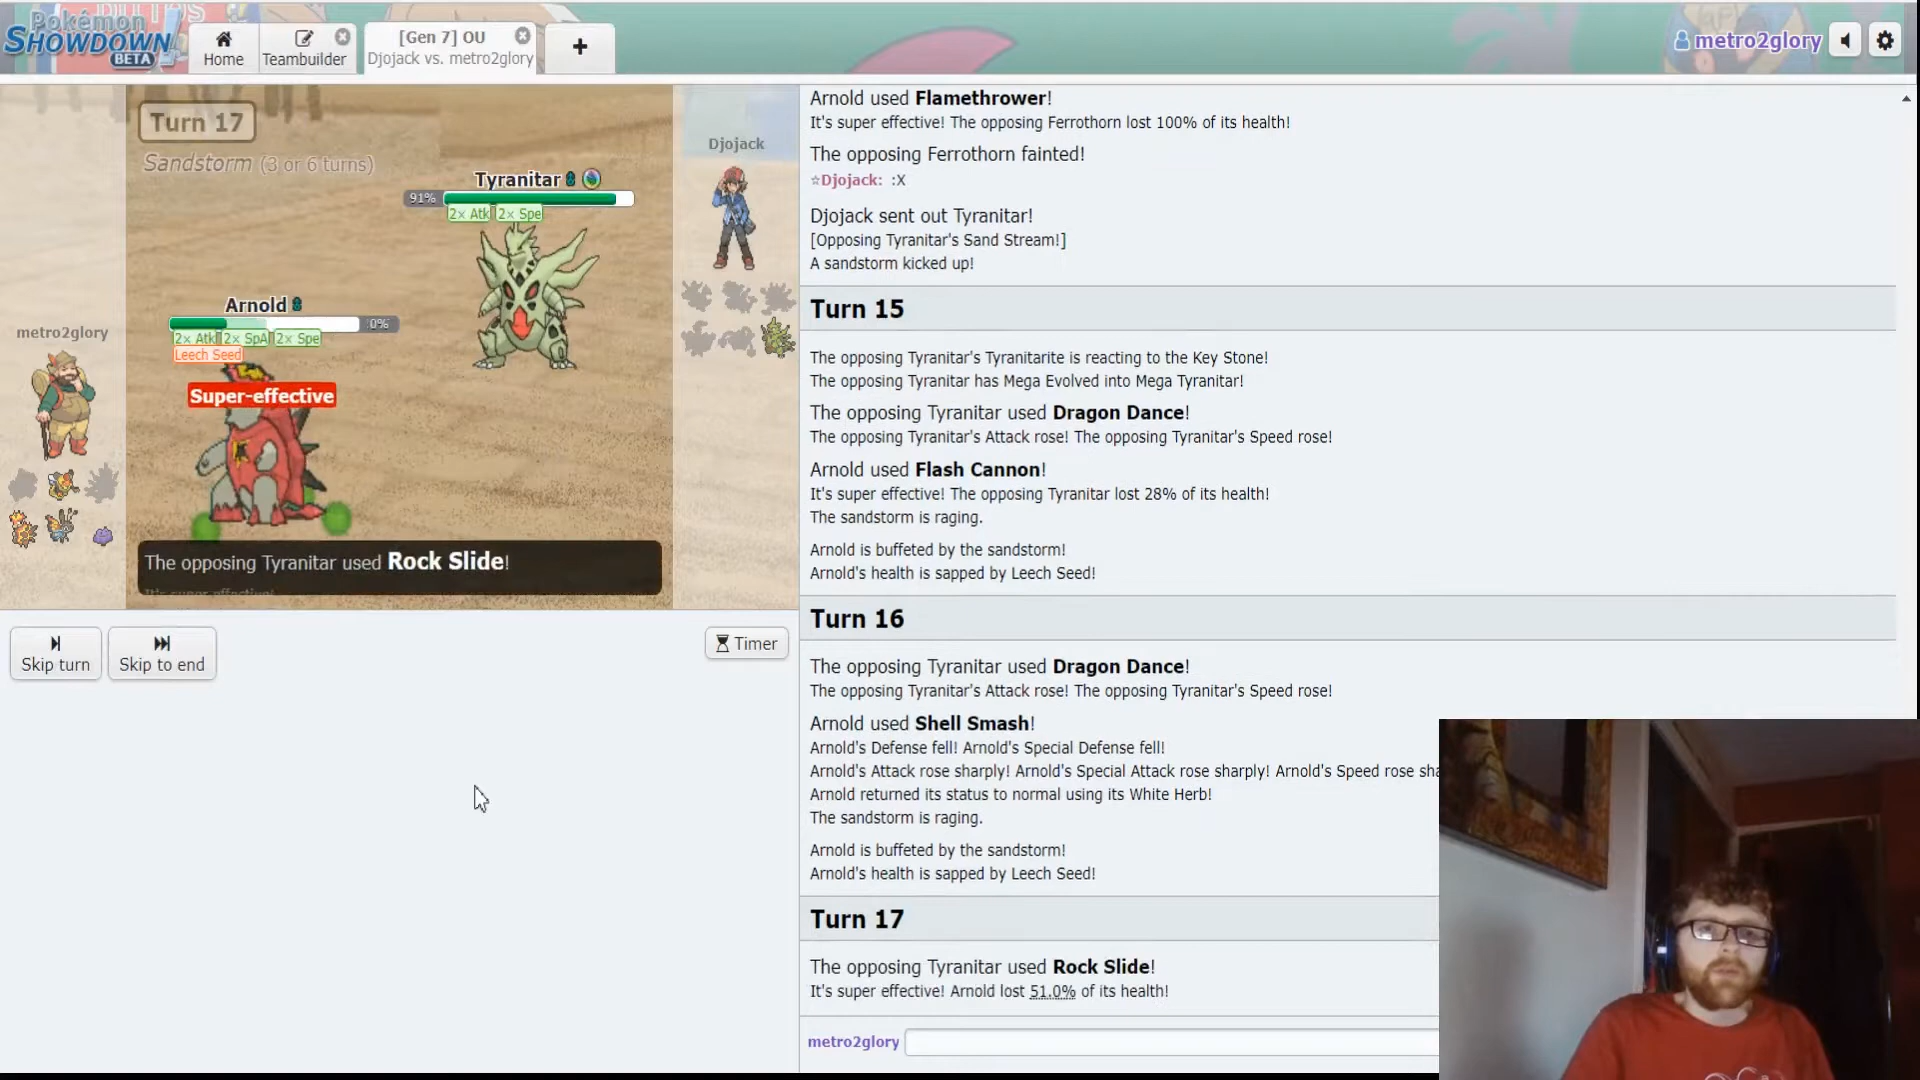 Pokémon
SHOWDOWN
BETA
Home
Teambuilder
[Gen 7] OU
Djojack vs. metro2glory
+
metro2glory
Turn 17
Sandstorm (3 or 6 turns)
Tyranitar
91%
2× Atk 2× Spe
Arnold
0%
2× Atk 2× SpA 2× Spe
Leech Seed
Super-effective
The opposing Tyranitar used Rock Slide!
It's super effective!
metro2glory
Djojack
Skip turn
Skip to end
Timer
Arnold used Flamethrower!
It's super effective! The opposing Ferrothorn lost 100% of its health!
The opposing Ferrothorn fainted!
☆Djojack: :X
Djojack sent out Tyranitar!
[Opposing Tyranitar's Sand Stream!]
A sandstorm kicked up!
Turn 15
The opposing Tyranitar's Tyranitarite is reacting to the Key Stone!
The opposing Tyranitar has Mega Evolved into Mega Tyranitar!
The opposing Tyranitar used Dragon Dance!
The opposing Tyranitar's Attack rose! The opposing Tyranitar's Speed rose!
Arnold used Flash Cannon!
It's super effective! The opposing Tyranitar lost 28% of its health!
The sandstorm is raging.
Arnold is buffeted by the sandstorm!
Arnold's health is sapped by Leech Seed!
Turn 16
The opposing Tyranitar used Dragon Dance!
The opposing Tyranitar's Attack rose! The opposing Tyranitar's Speed rose!
Arnold used Shell Smash!
Arnold's Defense fell! Arnold's Special Defense fell!
Arnold's Attack rose sharply! Arnold's Special Attack rose sharply! Arnold's Speed rose sha
Arnold returned its status to normal using its White Herb!
The sandstorm is raging.
Arnold is buffeted by the sandstorm!
Arnold's health is sapped by Leech Seed!
Turn 17
The opposing Tyranitar used Rock Slide!
It's super effective! Arnold lost 51.0% of its health!
metro2glory